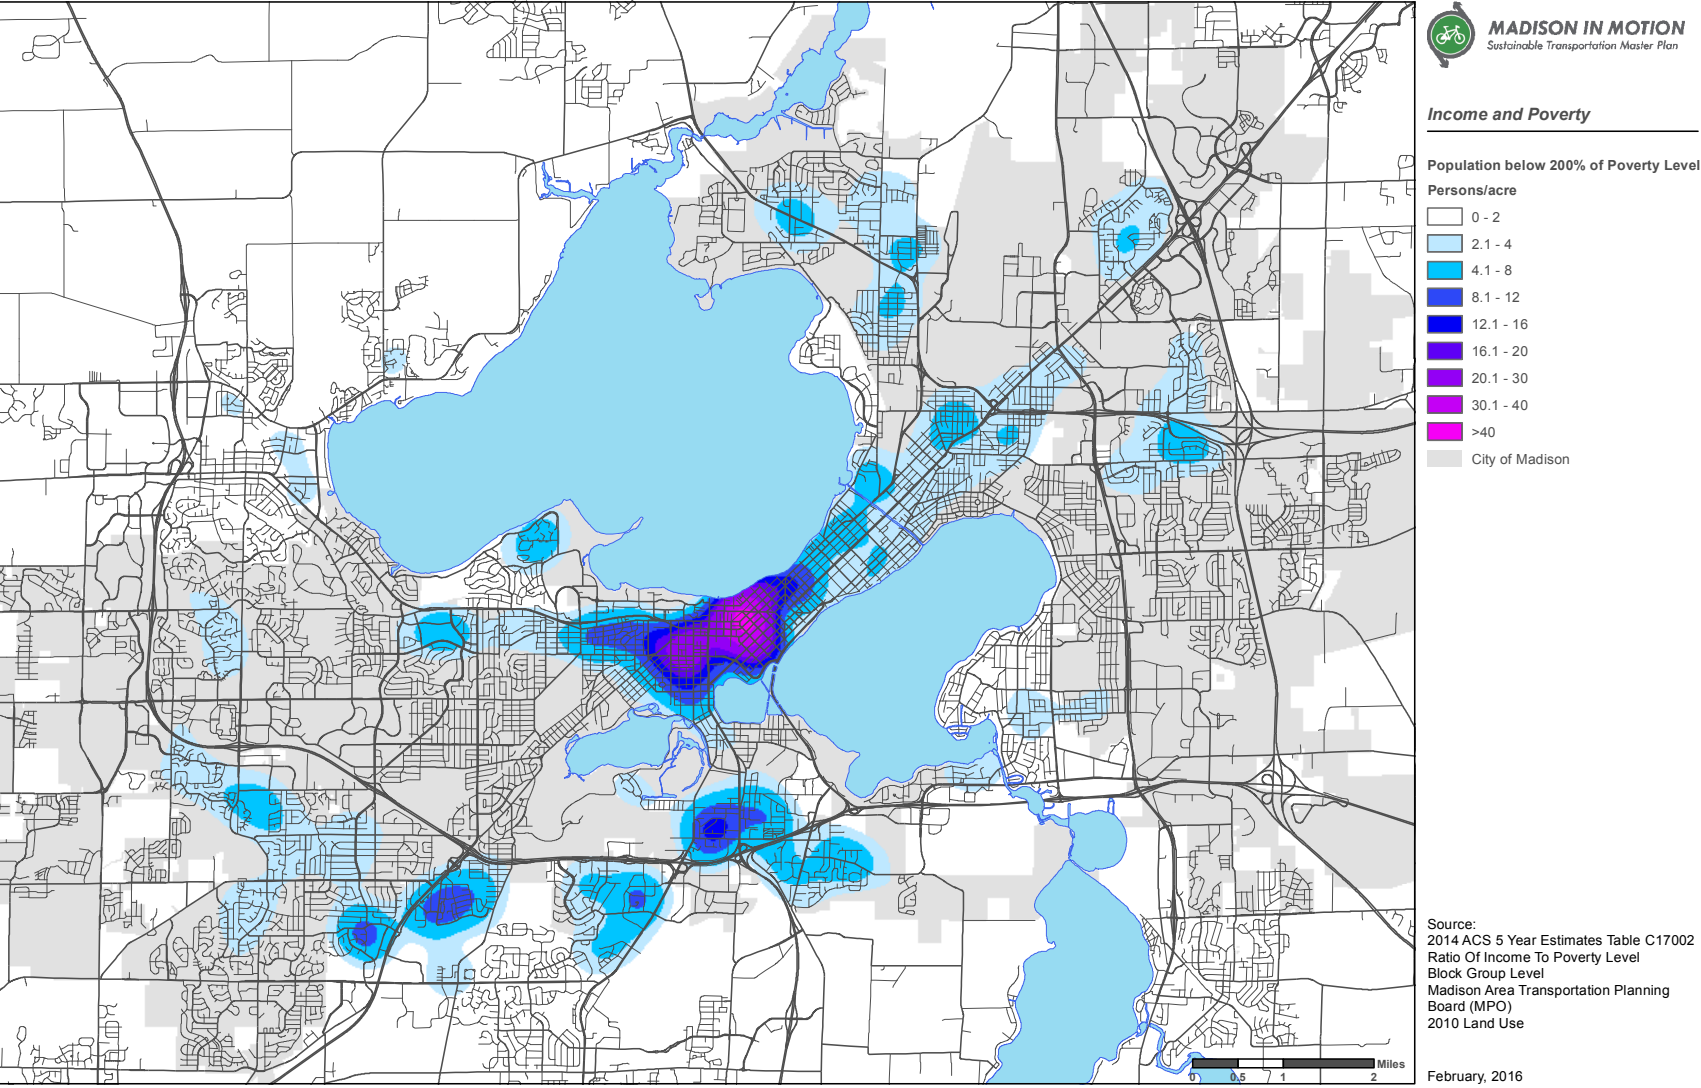 MADISON IN MOTION
Sustainable Transportation Master Plan
Income and Poverty
Population below 200% of Poverty Level
Persons/acre
0 - 2
2.1 - 4
4.1 - 8
8.1 - 12
12.1 - 16
16.1 - 20
20.1 - 30
30.1 - 40
>40
City of Madison
Source:
2014 ACS 5 Year Estimates Table C17002
Ratio Of Income To Poverty Level
Block Group Level
Madison Area Transportation Planning
Board (MPO)
2010 Land Use
Miles
0 0.5 1 2
February, 2016